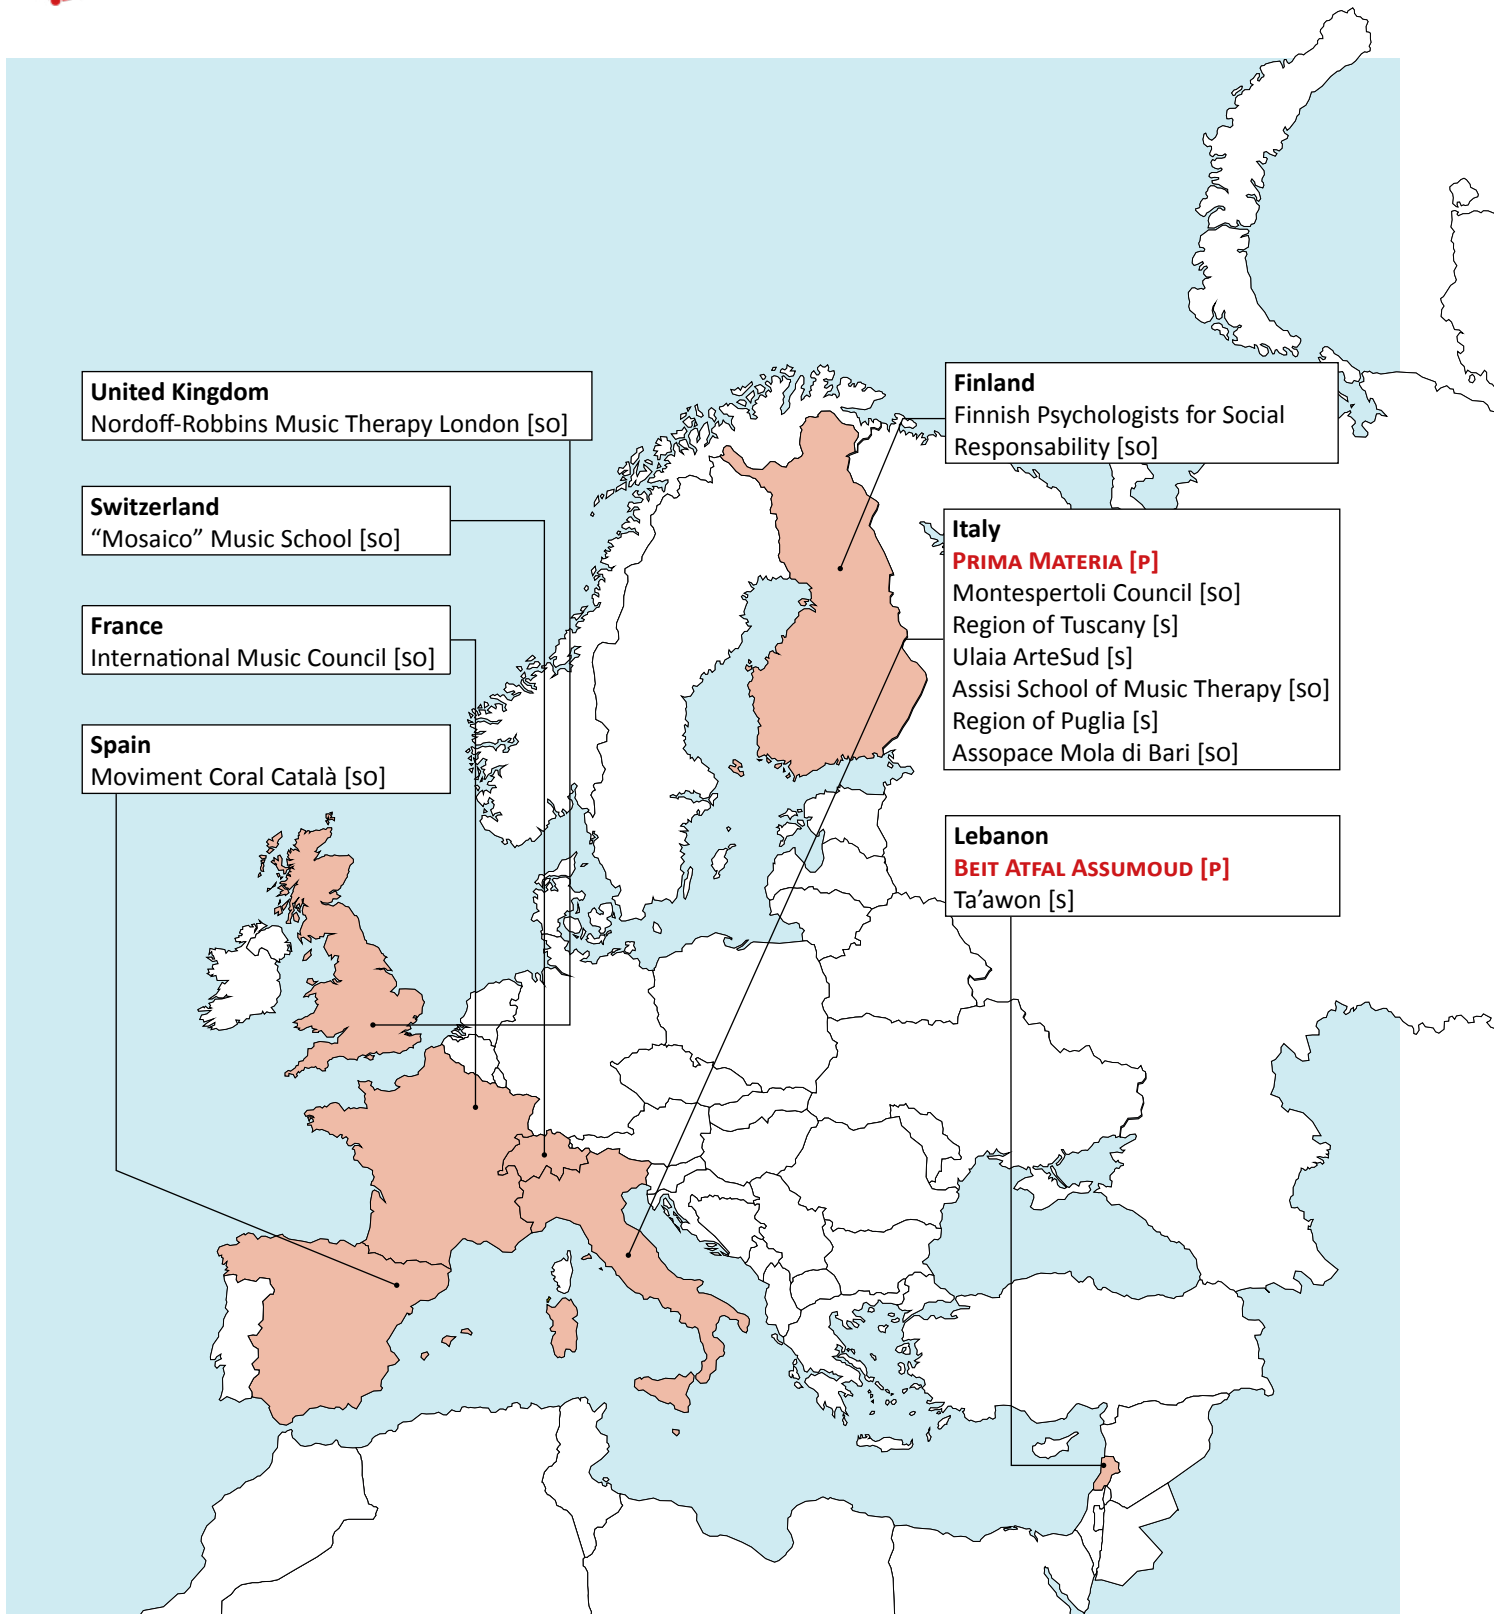 United Kingdom
Nordoff-Robbins Music Therapy London [SO]
Switzerland
“Mosaico” Music School [SO]
France
International Music Council [SO]
Spain
Moviment Coral Català [SO]
Finland
Finnish Psychologists for Social
Responsability [SO]
Italy
PRIMA MATERIA [P]
Montespertoli Council [SO]
Region of Tuscany [S]
Ulaia ArteSud [S]
Assisi School of Music Therapy [SO]
Region of Puglia [S]
Assopace Mola di Bari [SO]
Lebanon
BEIT ATFAL ASSUMOUD [P]
Ta’awon [S]